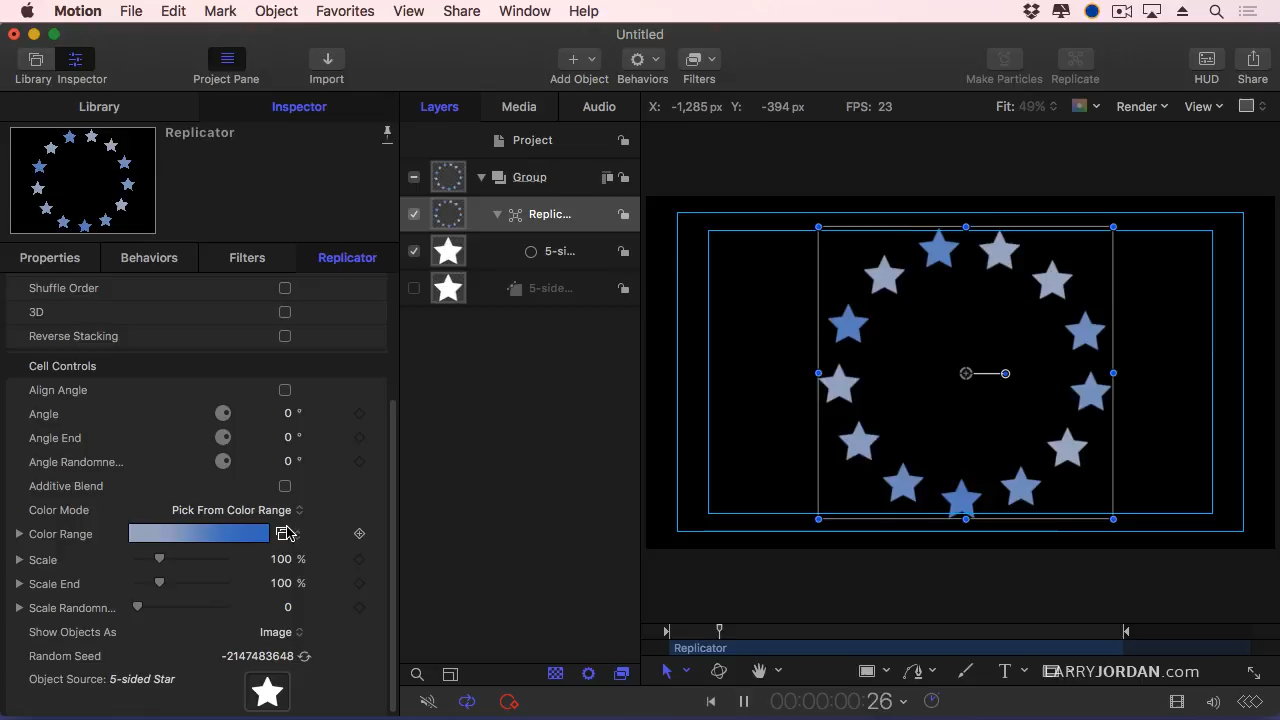 Motion File Edit Mark Object Favorites View Share Window Help
Untitled
Library Inspector Project Pane Import Add Object Behaviors Filters Make Particles Replicate HUD Share
Library Inspector Layers Media Audio X: -1,285 px Y: -394 px FPS: 23 Fit: 49% Render View
Replicator
Project
Group
Replic...
5-si...
5-side...
Properties Behaviors Filters Replicator
Shuffle Order
3D
Reverse Stacking
Cell Controls
Align Angle
Angle 0 °
Angle End 0 °
Angle Randomne... 0 °
Additive Blend
Color Mode Pick From Color Range
Color Range
Scale 100 %
Scale End 100 %
Scale Randomn... 0
Show Objects As Image
Random Seed -2147483648
Object Source: 5-sided Star
Replicator
T LARRYJORDAN.com
00:00:00:26